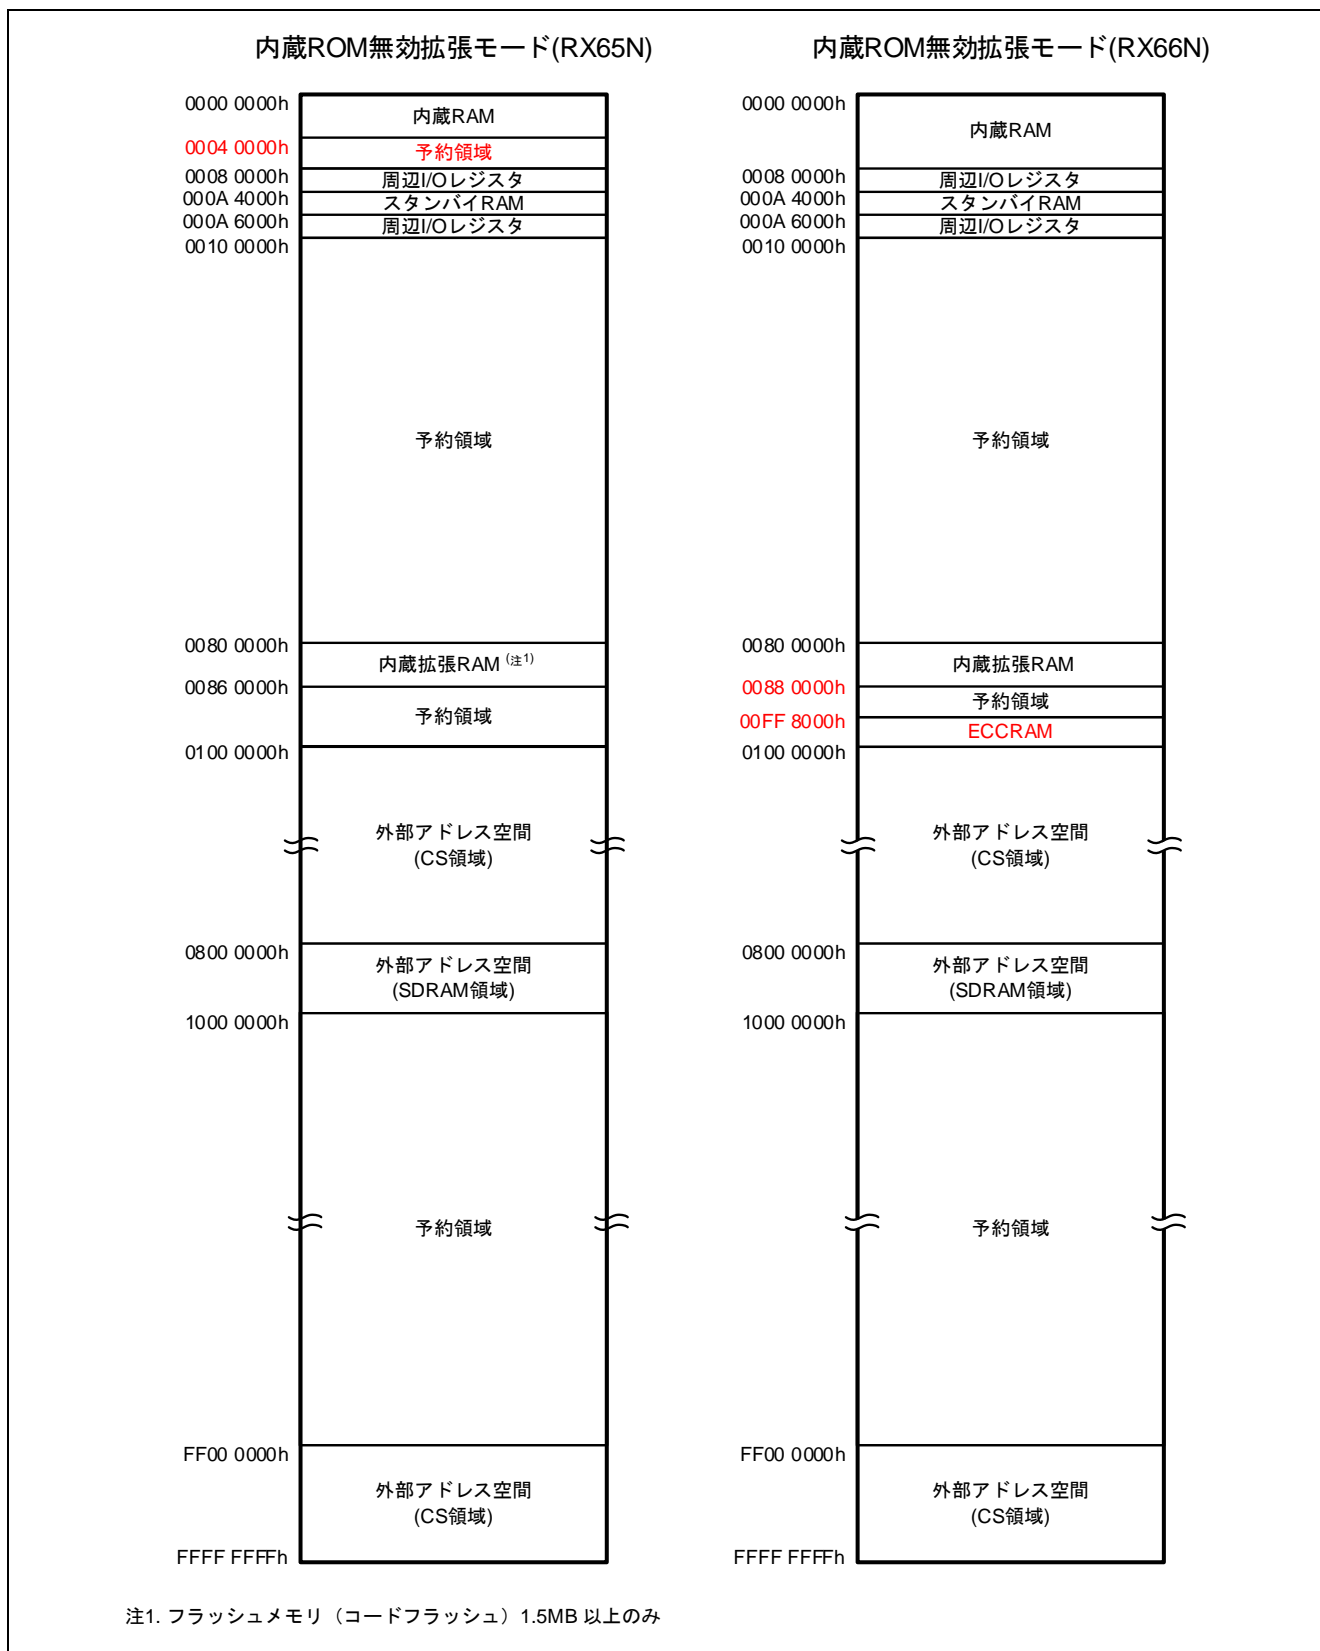 内蔵ROM無効拡張モード(RX65N)
0000 0000h
内蔵RAM
0004 0000h
予約領域
0008 0000h
周辺I/Oレジスタ
000A 4000h
スタンバイRAM
000A 6000h
周辺I/Oレジスタ
0010 0000h
予約領域
0080 0000h
内蔵拡張RAM (注1)
0086 0000h
予約領域
0100 0000h
外部アドレス空間
(CS領域)
0800 0000h
外部アドレス空間
(SDRAM領域)
1000 0000h
予約領域
FF00 0000h
外部アドレス空間
(CS領域)
FFFF FFFFh
内蔵ROM無効拡張モード(RX66N)
0000 0000h
内蔵RAM
0008 0000h
周辺I/Oレジスタ
000A 4000h
スタンバイRAM
000A 6000h
周辺I/Oレジスタ
0010 0000h
予約領域
0080 0000h
内蔵拡張RAM
0088 0000h
予約領域
00FF 8000h
ECCRAM
0100 0000h
外部アドレス空間
(CS領域)
0800 0000h
外部アドレス空間
(SDRAM領域)
1000 0000h
予約領域
FF00 0000h
外部アドレス空間
(CS領域)
FFFF FFFFh
注1. フラッシュメモリ（コードフラッシュ）1.5MB 以上のみ